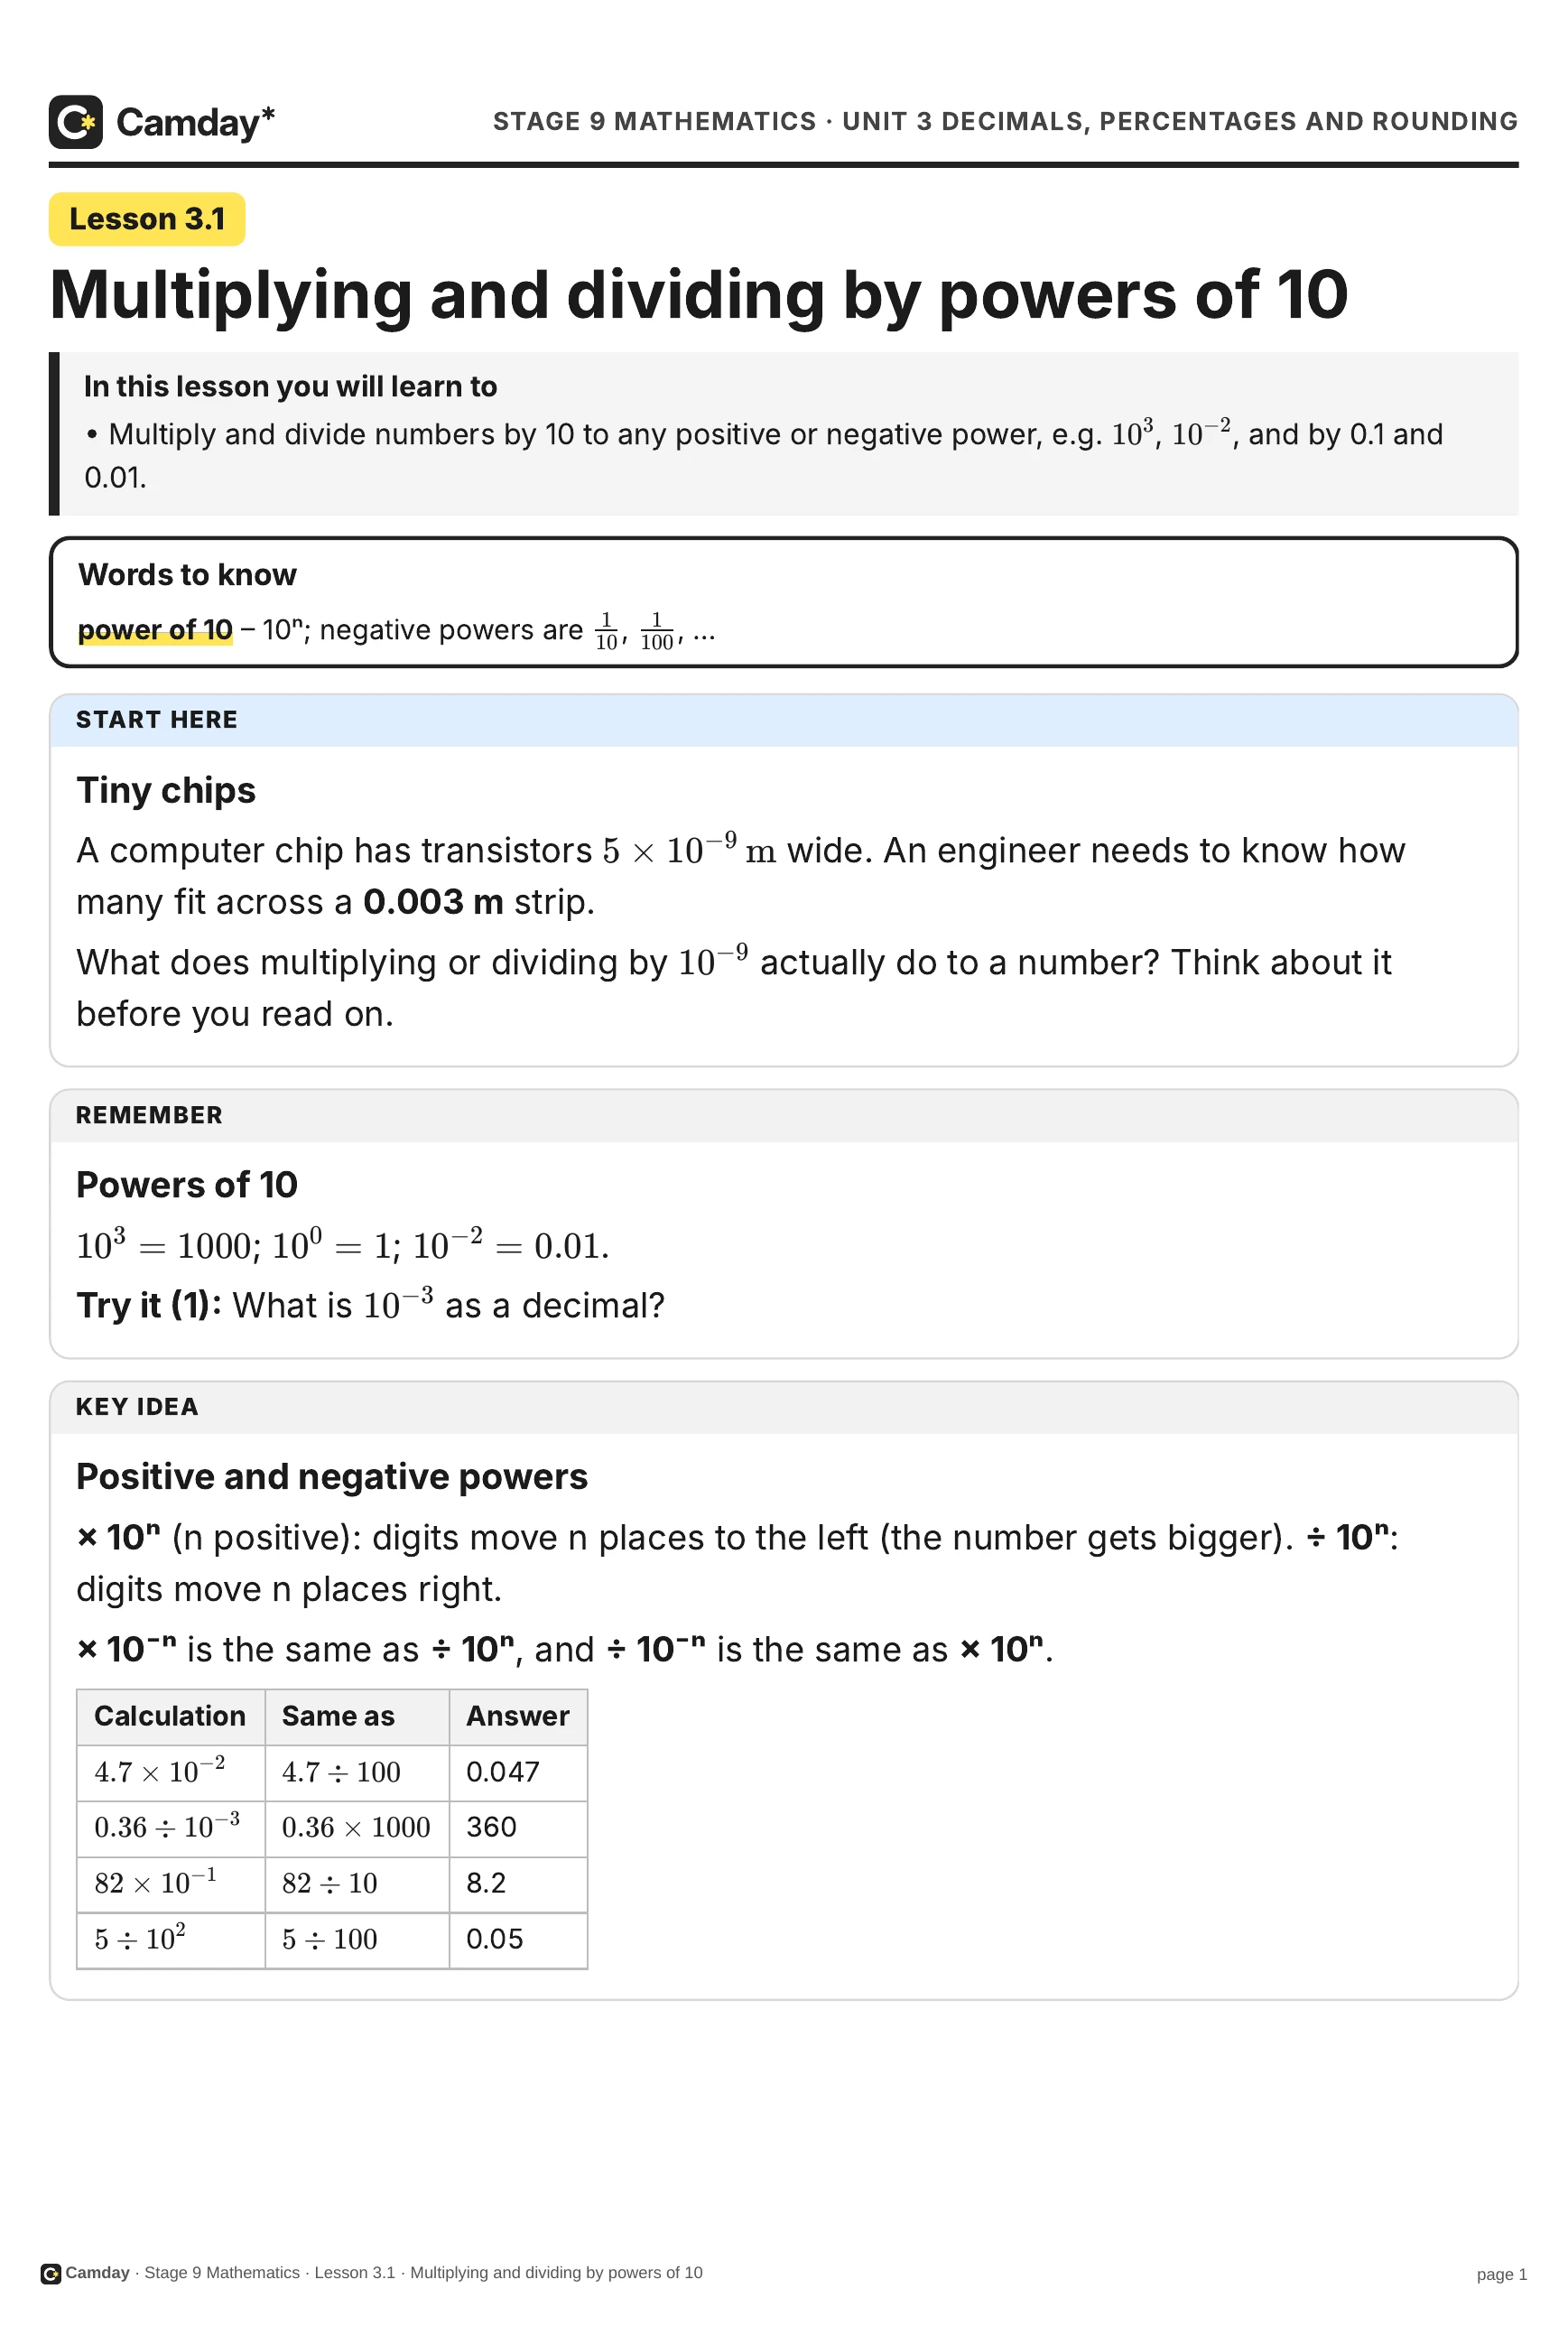 Camday*
STAGE 9 MATHEMATICS · UNIT 3 DECIMALS, PERCENTAGES AND ROUNDING
Lesson 3.1
Multiplying and dividing by powers of 10
In this lesson you will learn to
• Multiply and divide numbers by 10 to any positive or negative power, e.g. 10³, 10⁻², and by 0.1 and
0.01.
Words to know
power of 10 – 10ⁿ; negative powers are 1/10, 1/100, ...
START HERE
Tiny chips
A computer chip has transistors 5 × 10⁻⁹ m wide. An engineer needs to know how
many fit across a 0.003 m strip.
What does multiplying or dividing by 10⁻⁹ actually do to a number? Think about it
before you read on.
REMEMBER
Powers of 10
10³ = 1000; 10⁰ = 1; 10⁻² = 0.01.
Try it (1): What is 10⁻³ as a decimal?
KEY IDEA
Positive and negative powers
× 10ⁿ (n positive): digits move n places to the left (the number gets bigger). ÷ 10ⁿ:
digits move n places right.
× 10⁻ⁿ is the same as ÷ 10ⁿ, and ÷ 10⁻ⁿ is the same as × 10ⁿ.
Calculation Same as Answer
4.7 × 10⁻² 4.7 ÷ 100 0.047
0.36 ÷ 10⁻³ 0.36 × 1000 360
82 × 10⁻¹ 82 ÷ 10 8.2
5 ÷ 10² 5 ÷ 100 0.05
Camday · Stage 9 Mathematics · Lesson 3.1 · Multiplying and dividing by powers of 10
page 1